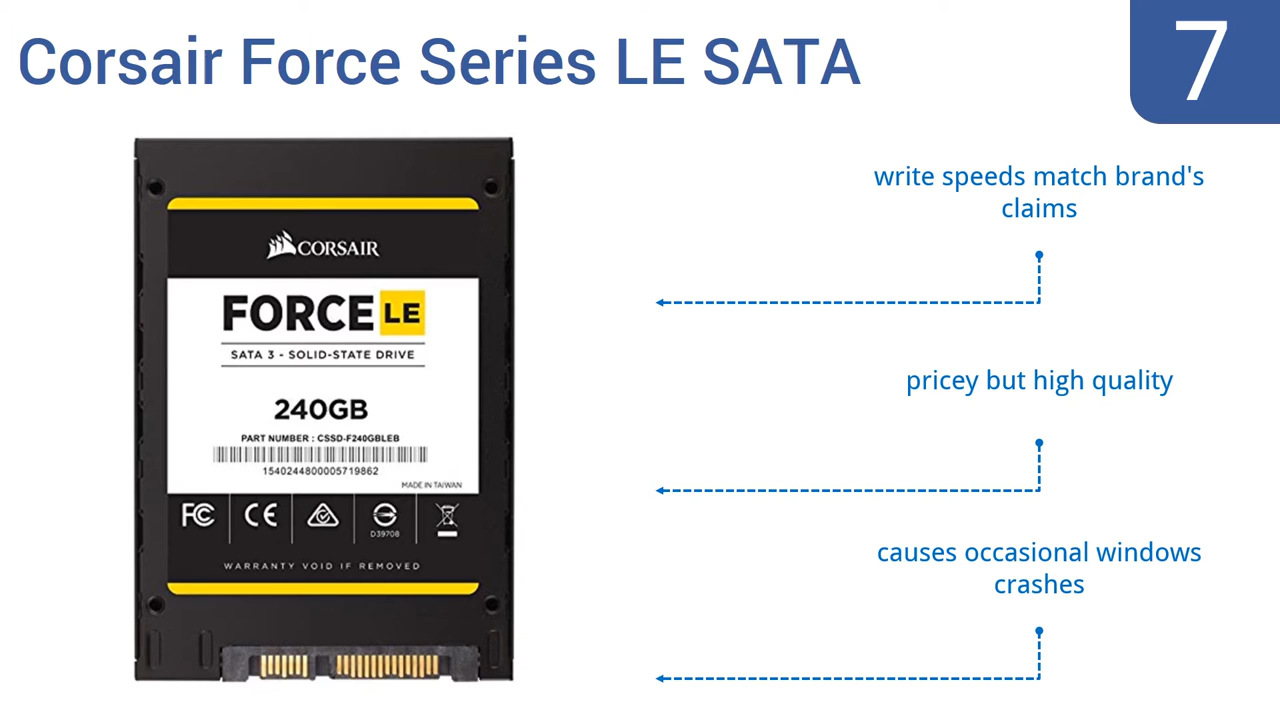 Corsair Force Series LE SATA
7
write speeds match brand's
claims
pricey but high quality
causes occasional windows
crashes
CORSAIR
FORCE LE
SATA 3 - SOLID-STATE DRIVE
240GB
PART NUMBER : CSSD-F240GBLEB
1540244800005719862
MADE IN TAIWAN
FC CE
D39708
WARRANTY VOID IF REMOVED